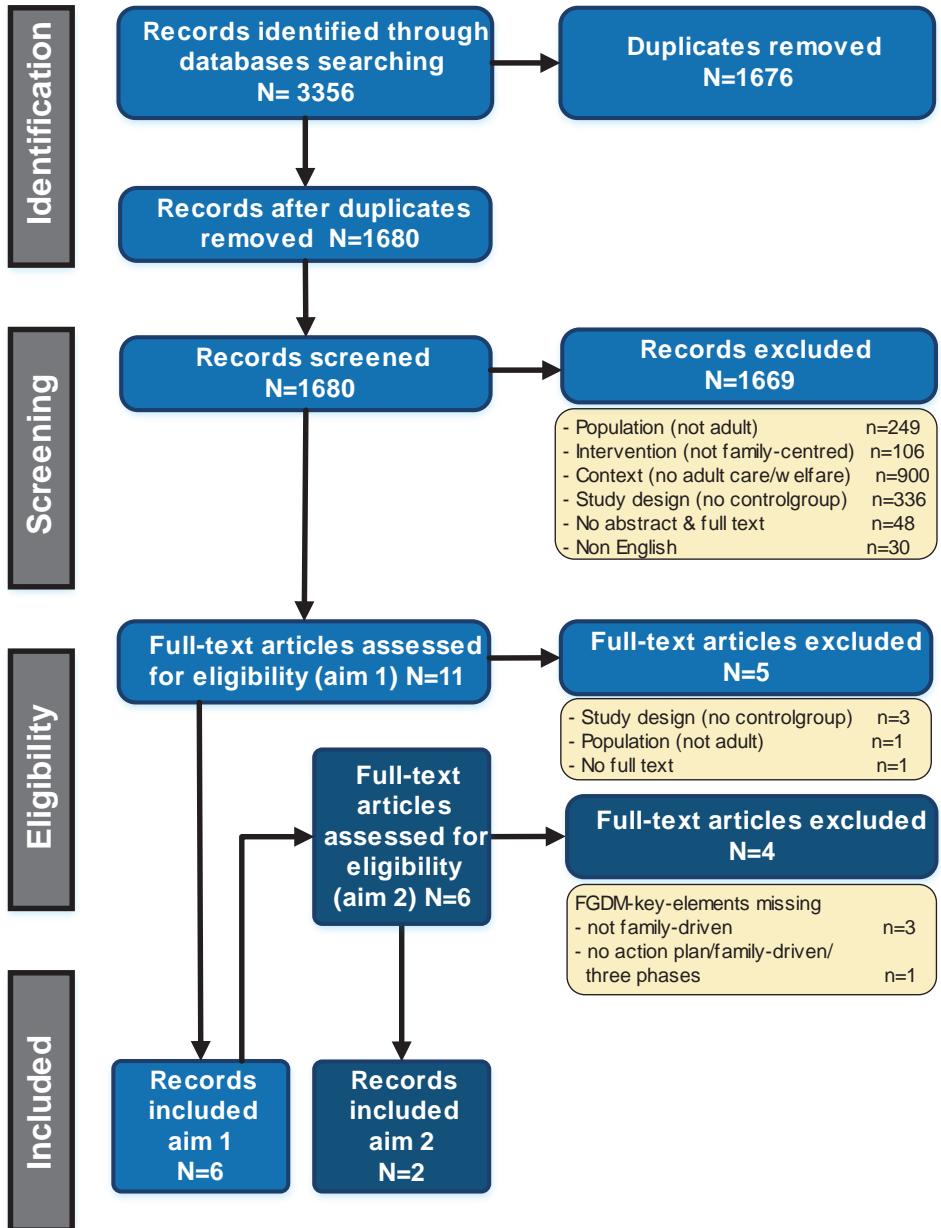 Identification
Records identified through
databases searching
N= 3356
Duplicates removed
N=1676
Records after duplicates
removed N=1680
Screening
Records screened
N=1680
Records excluded
N=1669
- Population (not adult) n=249
- Intervention (not family-centred) n=106
- Context (no adult care/welfare) n=900
- Study design (no controlgroup) n=336
- No abstract & full text n=48
- Non English n=30
Eligibility
Full-text articles assessed
for eligibility (aim 1) N=11
Full-text articles excluded
N=5
- Study design (no controlgroup) n=3
- Population (not adult) n=1
- No full text n=1
Full-text
articles
assessed for
eligibility
(aim 2) N=6
Full-text articles excluded
N=4
FGDM-key-elements missing
- not family-driven n=3
- no action plan/family-driven/
three phases n=1
Included
Records
included
aim 1
N=6
Records
included
aim 2
N=2